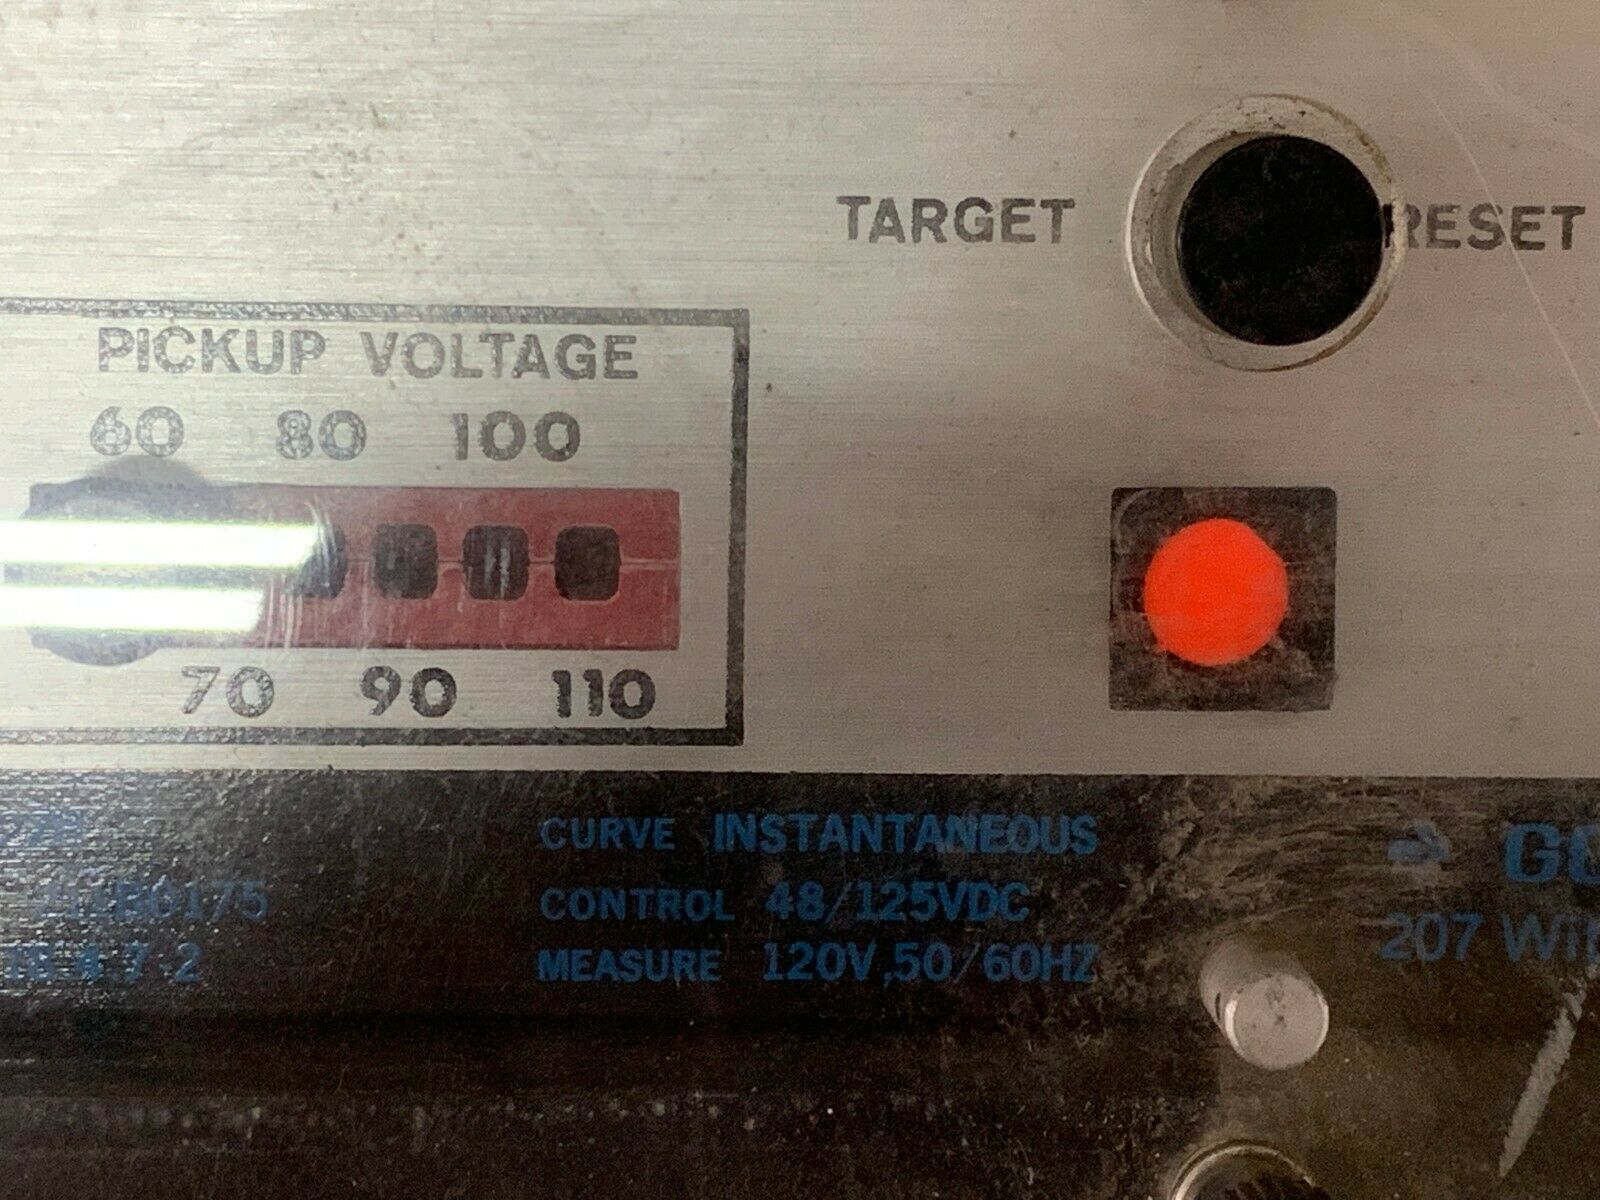 TARGET RESET
PICKUP VOLTAGE
60 80 100
70 90 110
CURVE INSTANTANEOUS
CONTROL 48/125VDC
MEASURE 120V,50/60HZ
207